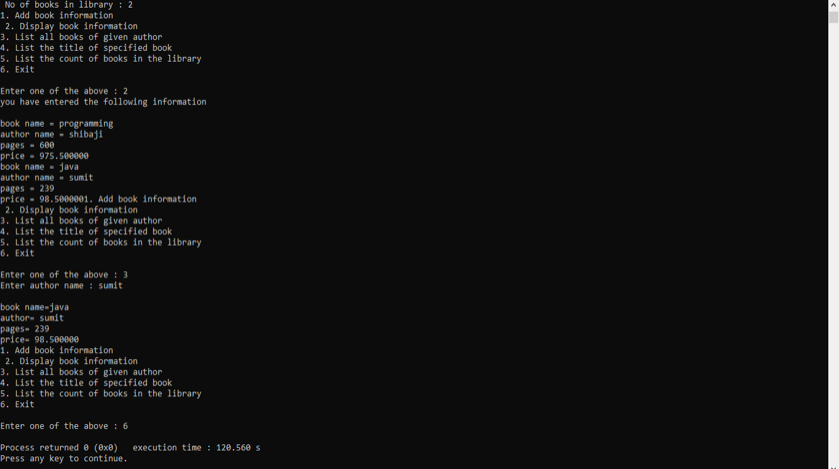 No of books in library : 2
1. Add book information
2. Display book information
3. List all books of given author
4. List the title of specified book
5. List the count of books in the library
6. Exit
Enter one of the above : 2
you have entered the following information
book name = programming
author name = shibaji
pages = 600
price = 975.500000
book name = java
author name = sumit
pages = 239
price = 98.5000001. Add book information
2. Display book information
3. List all books of given author
4. List the title of specified book
5. List the count of books in the library
6. Exit
Enter one of the above : 3
Enter author name : sumit
book name=java
author= sumit
pages= 239
price= 98.500000
1. Add book information
2. Display book information
3. List all books of given author
4. List the title of specified book
5. List the count of books in the library
6. Exit
Enter one of the above : 6
Process returned 0 (0x0)   execution time : 120.560 s
Press any key to continue.